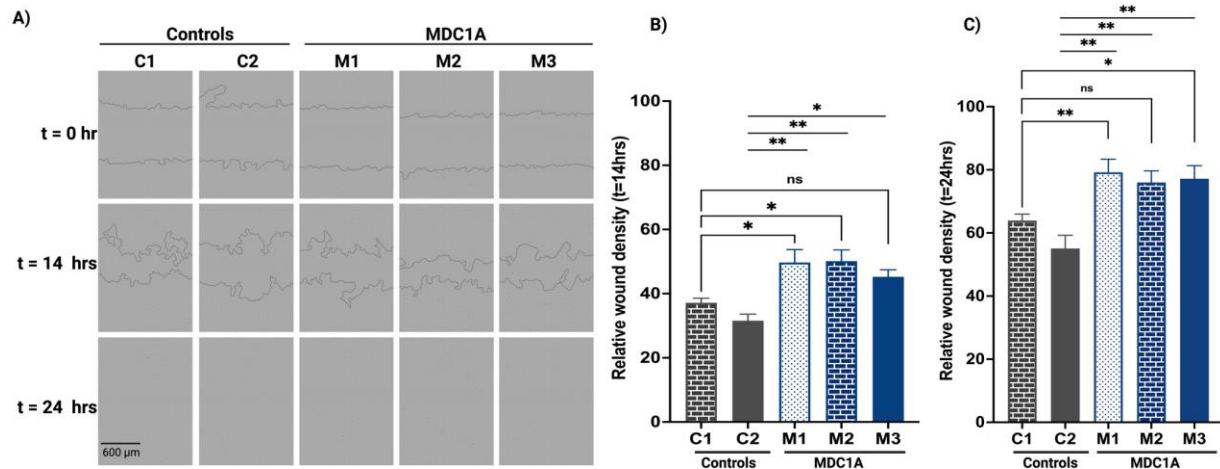 A)
Controls MDC1A
C1 C2 M1 M2 M3
t = 0 hr
t = 14 hrs
t = 24 hrs
600 µm
B)
Relative wound density (t=14hrs)
100
80
60
40
20
0
*
**
**
ns
*
*
C1 C2 M1 M2 M3
Controls MDC1A
C)
Relative wound density (t=24hrs)
100
80
60
40
20
0
**
**
**
*
ns
**
C1 C2 M1 M2 M3
Controls MDC1A